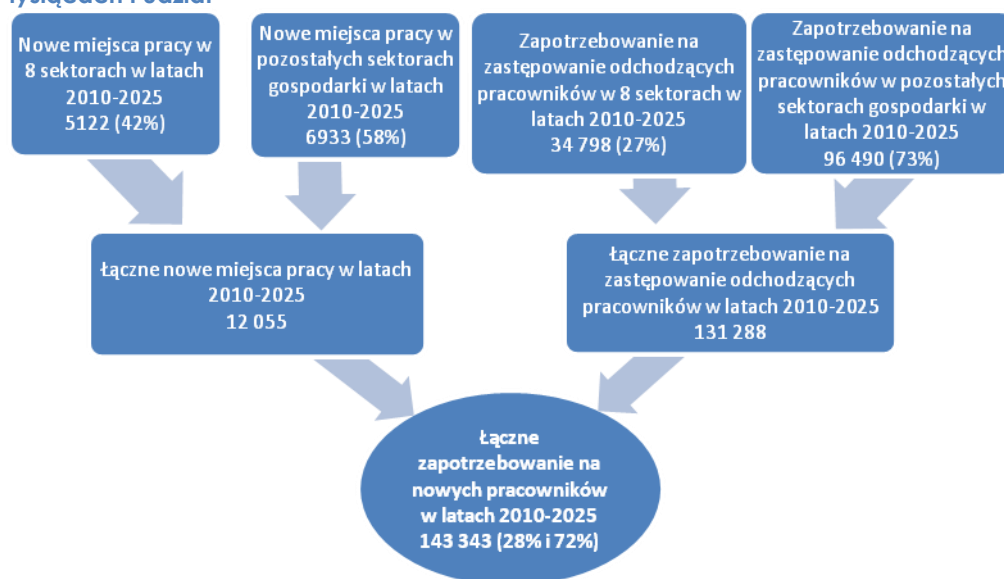 Nowe miejsca pracy w
8 sektorach w latach
2010-2025
5122 (42%)
Nowe miejsca pracy w
pozostałych sektorach
gospodarki w latach
2010-2025
6933 (58%)
Zapotrzebowanie na
zastępowanie odchodzących
pracowników w 8 sektorach w
latach 2010-2025
34 798 (27%)
Zapotrzebowanie na
zastępowanie odchodzących
pracowników w pozostałych
sektorach gospodarki w
latach 2010-2025
96 490 (73%)
Łączne nowe miejsca pracy w latach
2010-2025
12 055
Łączne zapotrzebowanie na
zastępowanie odchodzących
pracowników w latach 2010-2025
131 288
Łączne
zapotrzebowanie na
nowych pracowników
w latach 2010-2025
143 343 (28% i 72%)